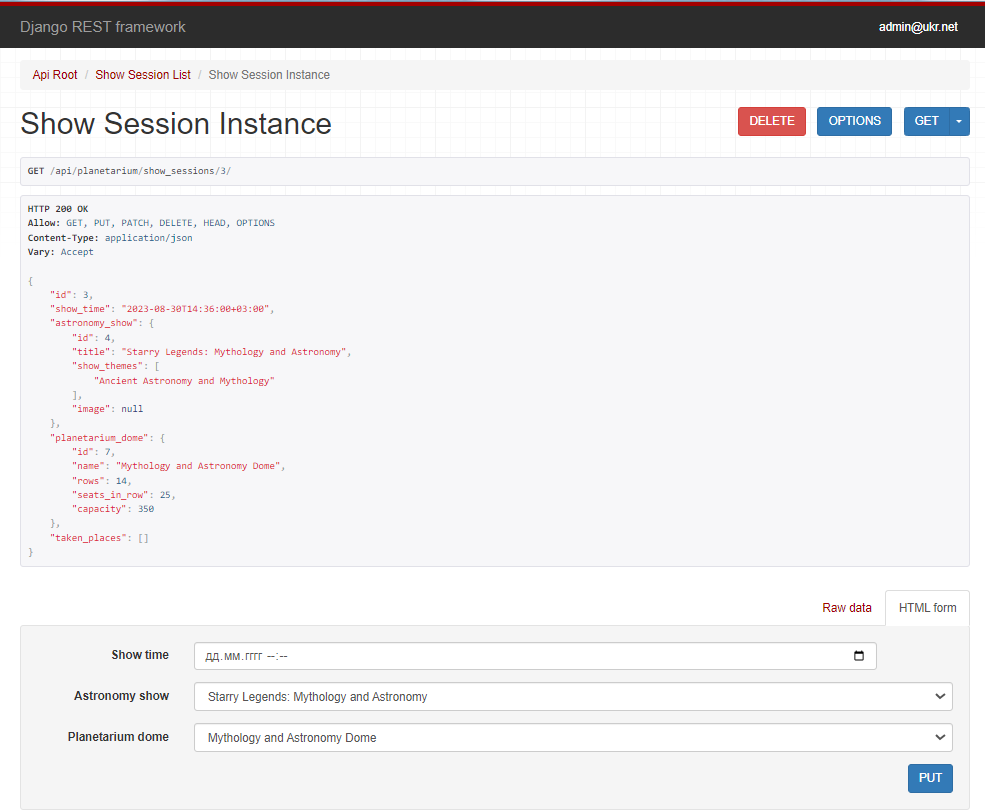 Django REST framework
admin@ukr.net
Api Root / Show Session List / Show Session Instance
Show Session Instance
DELETE
OPTIONS
GET
GET /api/planetarium/show_sessions/3/
HTTP 200 OK
Allow: GET, PUT, PATCH, DELETE, HEAD, OPTIONS
Content-Type: application/json
Vary: Accept
{
"id": 3,
"show_time": "2023-08-30T14:36:00+03:00",
"astronomy_show": {
"id": 4,
"title": "Starry Legends: Mythology and Astronomy",
"show_themes": [
"Ancient Astronomy and Mythology"
],
"image": null
},
"planetarium_dome": {
"id": 7,
"name": "Mythology and Astronomy Dome",
"rows": 14,
"seats_in_row": 25,
"capacity": 350
},
"taken_places": []
}
Raw data
HTML form
Show time
дд.мм.гггг --:--
Astronomy show
Starry Legends: Mythology and Astronomy
Planetarium dome
Mythology and Astronomy Dome
PUT